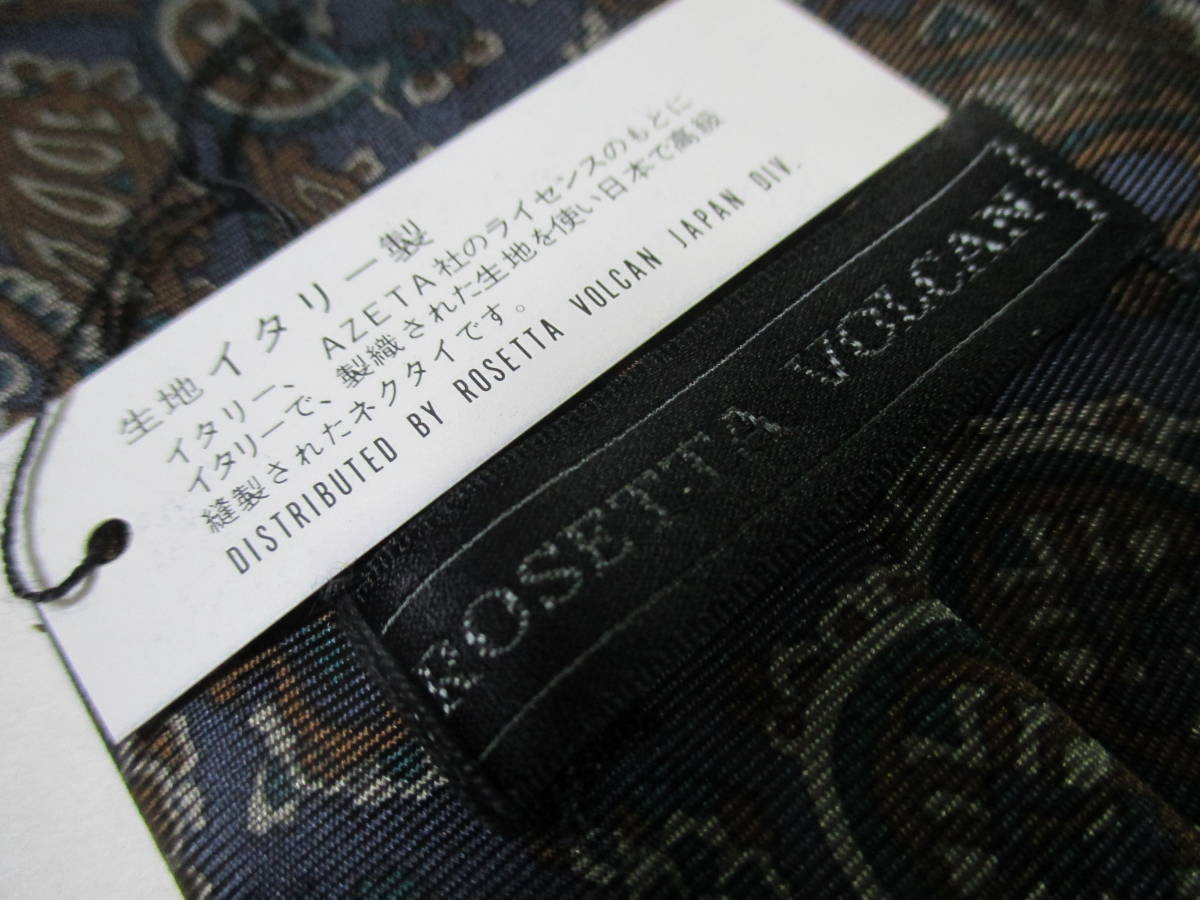 生地イタリー製
イタリー、AZETA社のライセンスのもとに
イタリーで、製織された生地を使い日本で高級
縫製されたネクタイです。
DISTRIBUTED BY ROSETTA VOLCAN JAPAN DIV.
ROSETTA VOLCAN